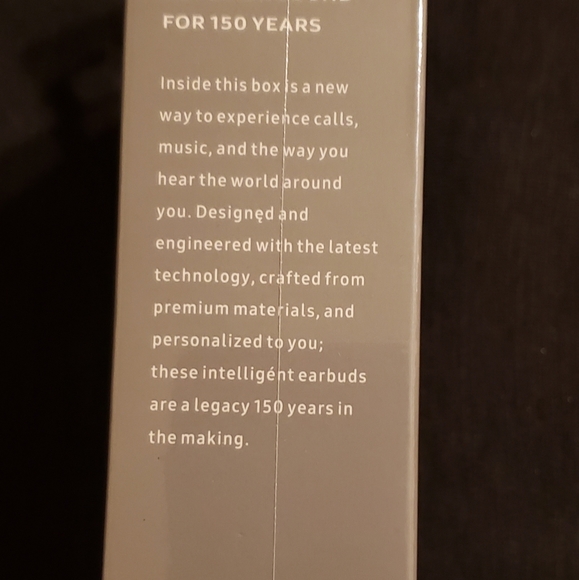 FOR 150 YEARS
Inside this box is a new
way to experience calls,
music, and the way you
hear the world around
you. Designed and
engineered with the latest
technology, crafted from
premium materials, and
personalized to you;
these intelligent earbuds
are a legacy 150 years in
the making.